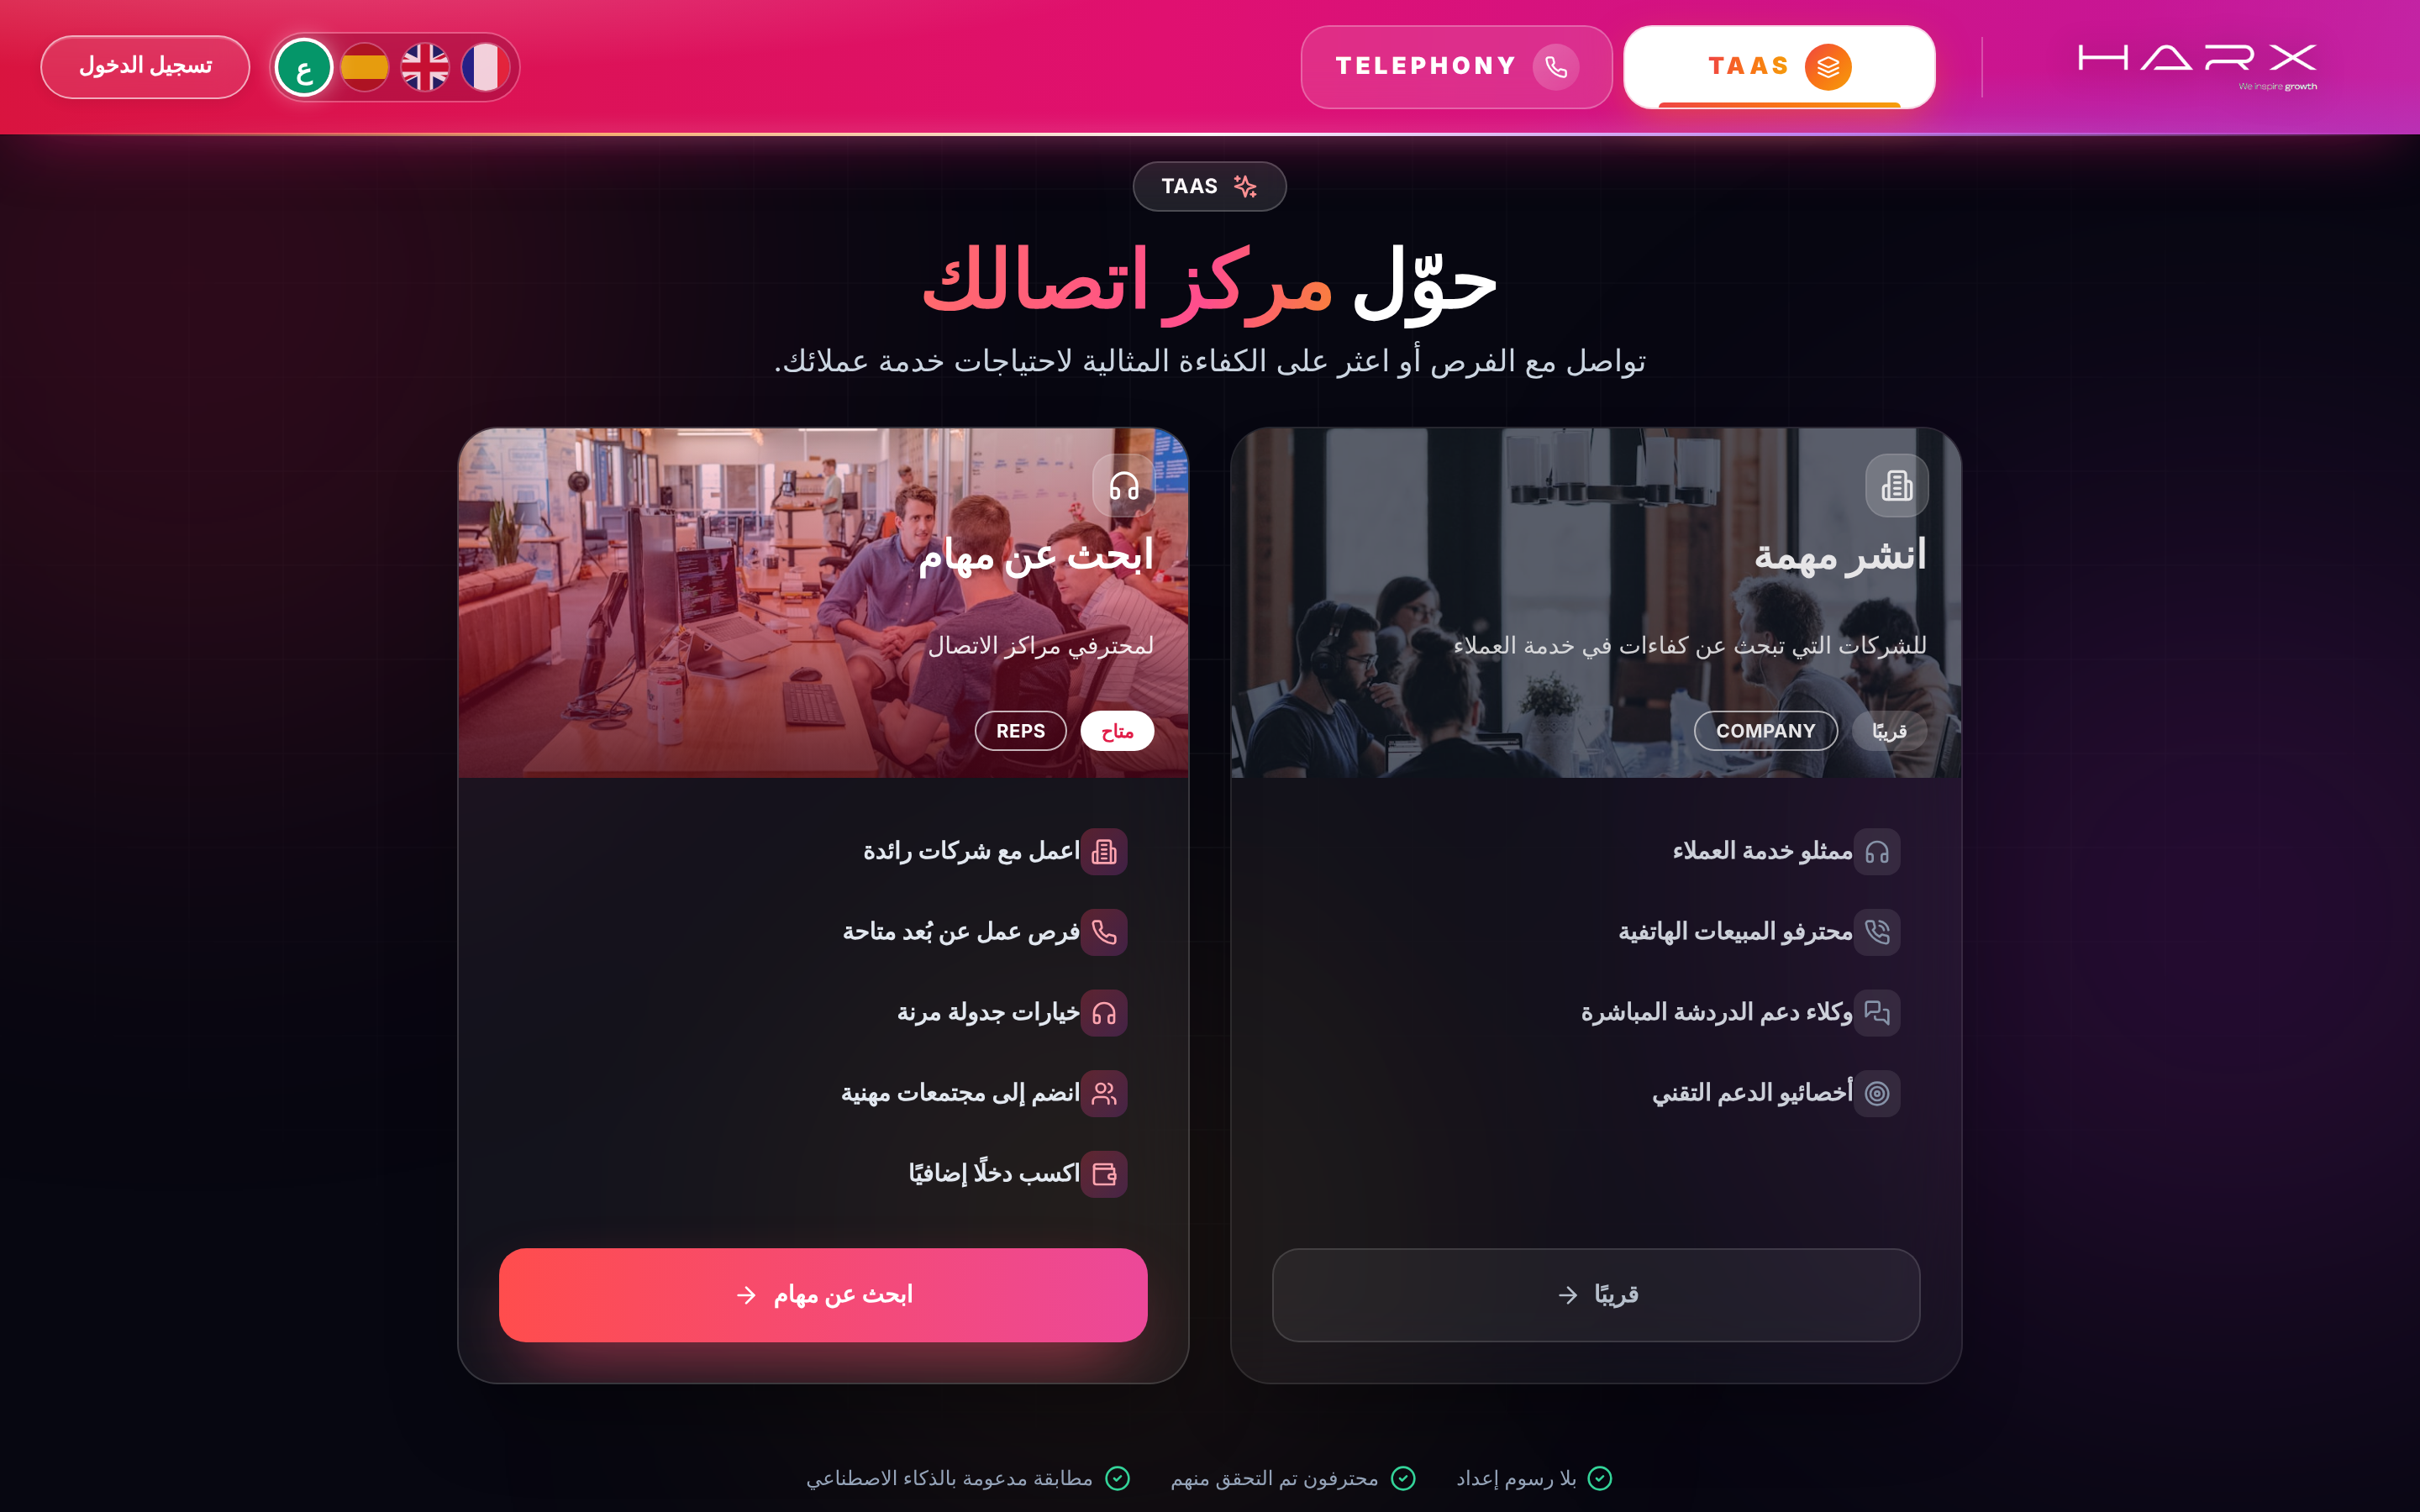 HARX
We inspire growth
TAAS
TELEPHONY
ع
تسجيل الدخول
TAAS
حوّل مركز اتصالك
تواصل مع الفرص أو اعثر على الكفاءة المثالية لاحتياجات خدمة عملائك.
انشر مهمة
للشركات التي تبحث عن كفاءات في خدمة العملاء
قريبًا
COMPANY
ممثلو خدمة العملاء
محترفو المبيعات الهاتفية
وكلاء دعم الدردشة المباشرة
أخصائيو الدعم التقني
قريبًا
ابحث عن مهام
لمحترفي مراكز الاتصال
متاح
REPS
اعمل مع شركات رائدة
فرص عمل عن بُعد متاحة
خيارات جدولة مرنة
انضم إلى مجتمعات مهنية
اكسب دخلًا إضافيًا
ابحث عن مهام
بلا رسوم إعداد
محترفون تم التحقق منهم
مطابقة مدعومة بالذكاء الاصطناعي